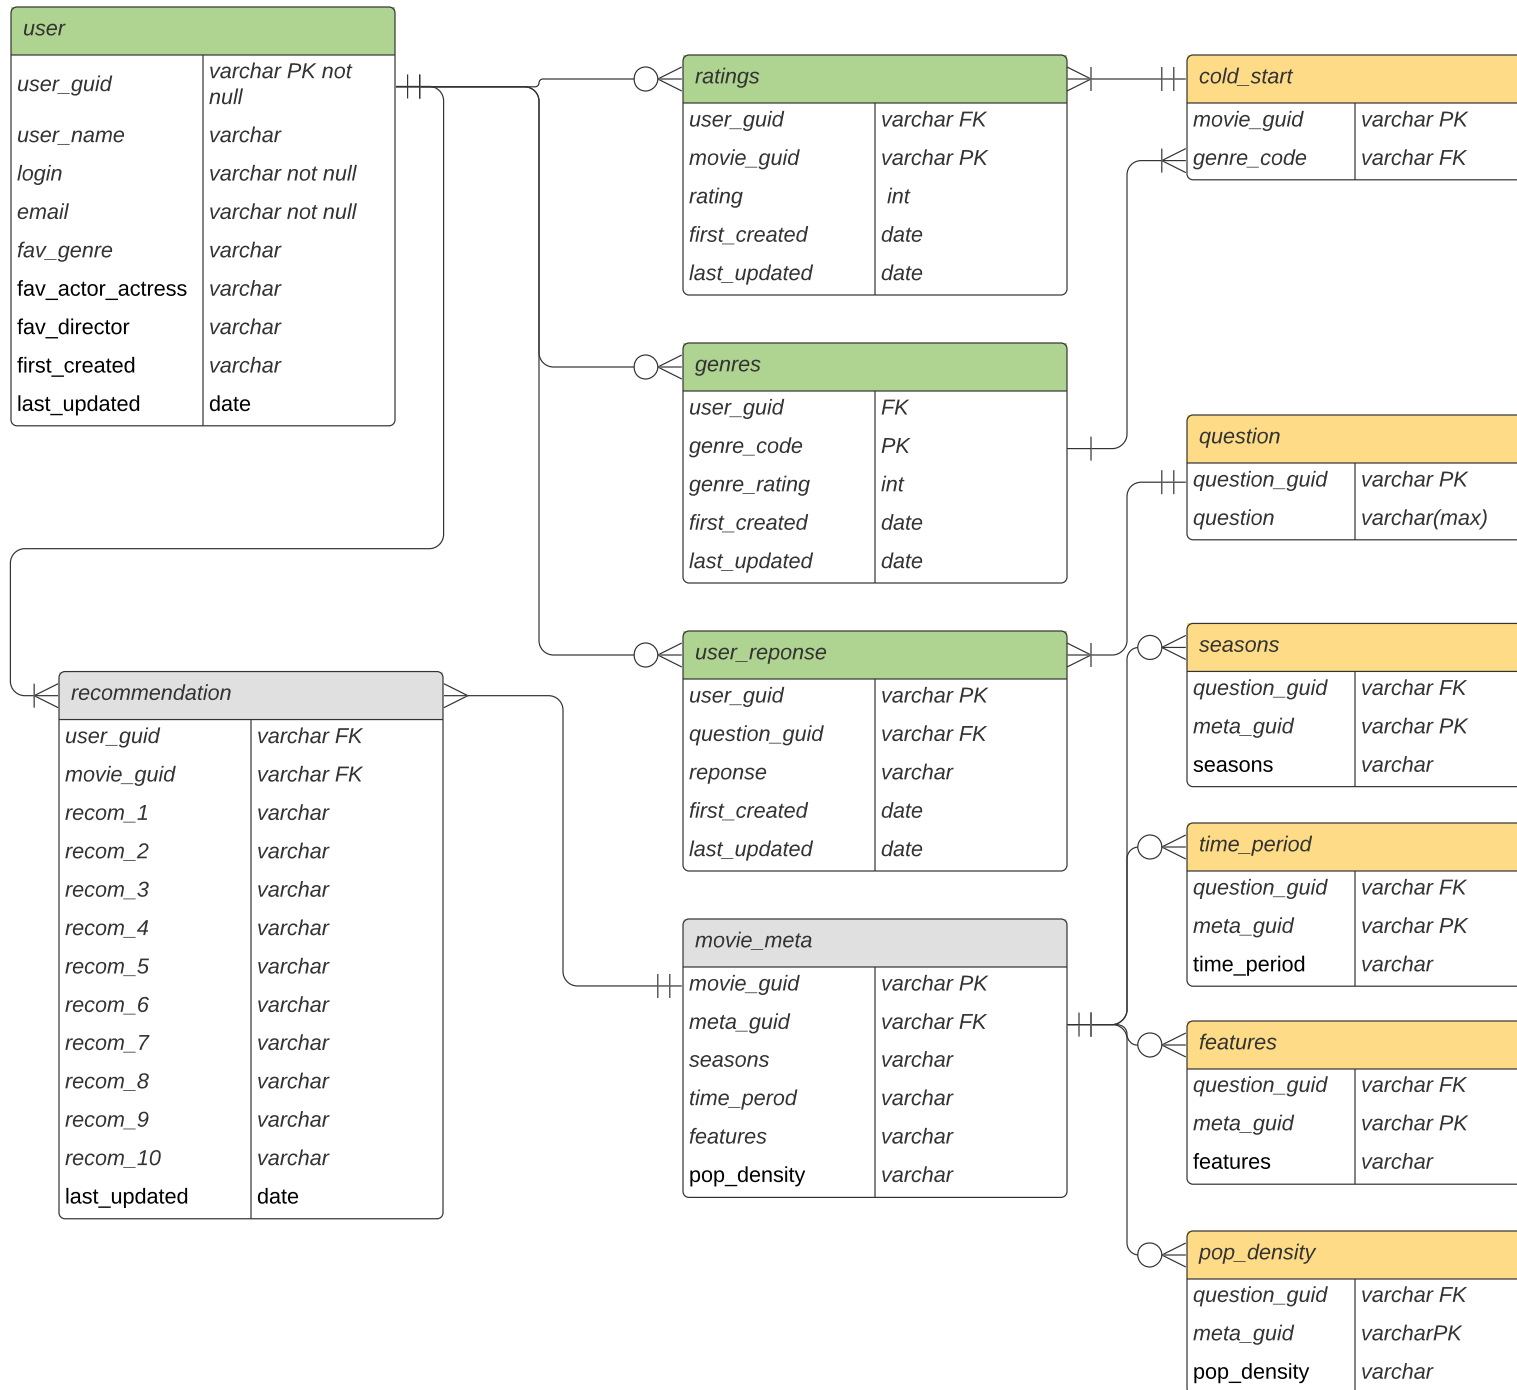 user
user_guid varchar PK not
null
user_name varchar
login varchar not null
email varchar not null
fav_genre varchar
fav_actor_actress varchar
fav_director varchar
first_created varchar
last_updated date
ratings
user_guid varchar FK
movie_guid varchar PK
rating int
first_created date
last_updated date
cold_start
movie_guid varchar PK
genre_code varchar FK
genres
user_guid FK
genre_code PK
genre_rating int
first_created date
last_updated date
question
question_guid varchar PK
question varchar(max)
user_reponse
user_guid varchar PK
question_guid varchar FK
reponse varchar
first_created date
last_updated date
seasons
question_guid varchar FK
meta_guid varchar PK
seasons varchar
recommendation
user_guid varchar FK
movie_guid varchar FK
recom_1 varchar
recom_2 varchar
recom_3 varchar
recom_4 varchar
recom_5 varchar
recom_6 varchar
recom_7 varchar
recom_8 varchar
recom_9 varchar
recom_10 varchar
last_updated date
time_period
question_guid varchar FK
meta_guid varchar PK
time_period varchar
movie_meta
movie_guid varchar PK
meta_guid varchar FK
seasons varchar
time_perod varchar
features varchar
pop_density varchar
features
question_guid varchar FK
meta_guid varchar PK
features varchar
pop_density
question_guid varchar FK
meta_guid varcharPK
pop_density varchar